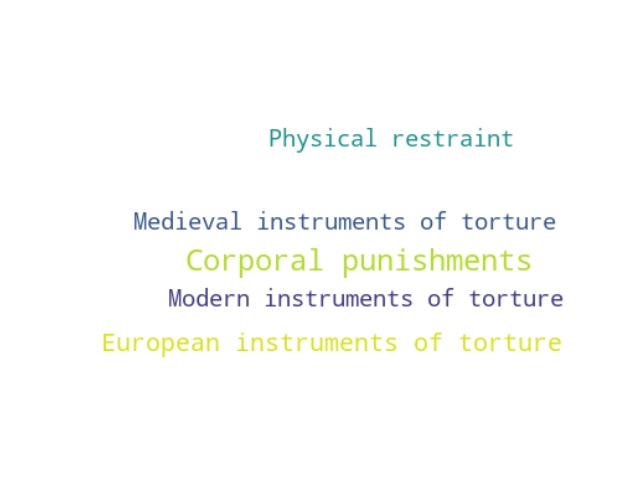 Physical restraint
Medieval instruments of torture
Corporal punishments
Modern instruments of torture
European instruments of torture